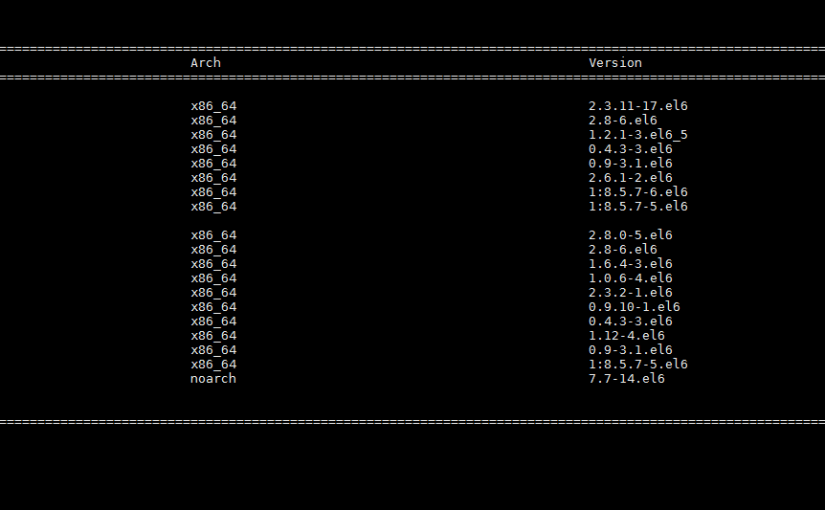 ================================================================================
Arch Version
================================================================================
x86_64 2.3.11-17.el6
x86_64 2.8-6.el6
x86_64 1.2.1-3.el6_5
x86_64 0.4.3-3.el6
x86_64 0.9-3.1.el6
x86_64 2.6.1-2.el6
x86_64 1:8.5.7-6.el6
x86_64 1:8.5.7-5.el6
x86_64 2.8.0-5.el6
x86_64 2.8-6.el6
x86_64 1.6.4-3.el6
x86_64 1.0.6-4.el6
x86_64 2.3.2-1.el6
x86_64 0.9.10-1.el6
x86_64 0.4.3-3.el6
x86_64 1.12-4.el6
x86_64 0.9-3.1.el6
x86_64 1:8.5.7-5.el6
noarch 7.7-14.el6
================================================================================